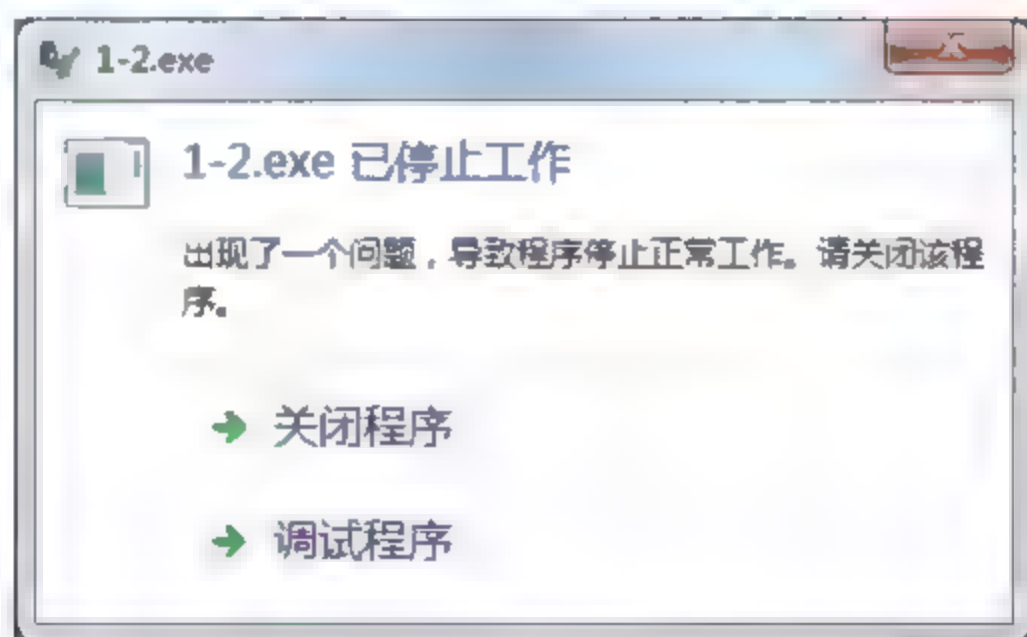 1-2.exe
1-2.exe 已停止工作
出现了一个问题，导致程序停止正常工作。请关闭该程
序。
关闭程序
调试程序